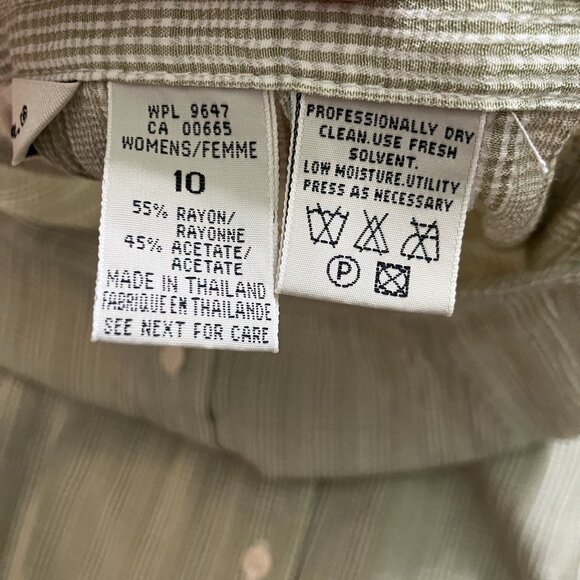 WPL 9647
CA 00665
WOMENS/FEMME
10
55% RAYON/
RAYONNE
45% ACETATE/
ACETATE
MADE IN THAILAND
FABRIQUE EN THAILANDE
SEE NEXT FOR CARE
PROFESSIONALLY DRY
CLEAN.USE FRESH
SOLVENT.
LOW MOISTURE.UTILITY
PRESS AS NECESSARY
P